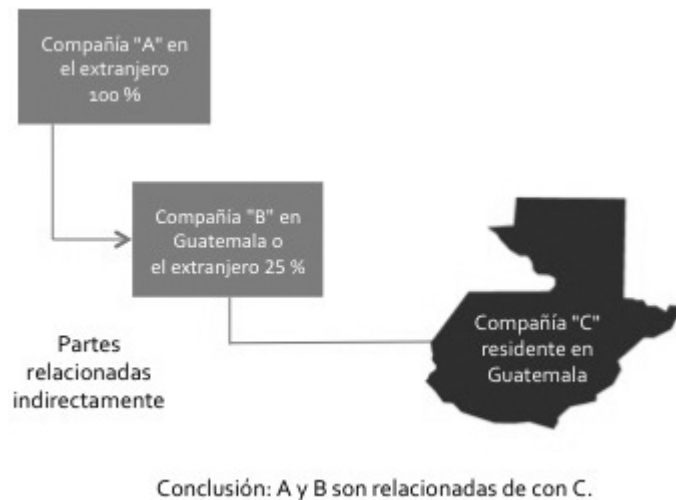 Compañía "A" en
el extranjero
100 %
Compañía "B" en
Guatemala o
el extranjero 25 %
Compañía "C"
residente en
Guatemala
Partes
relacionadas
indirectamente
Conclusión: A y B son relacionadas de con C.